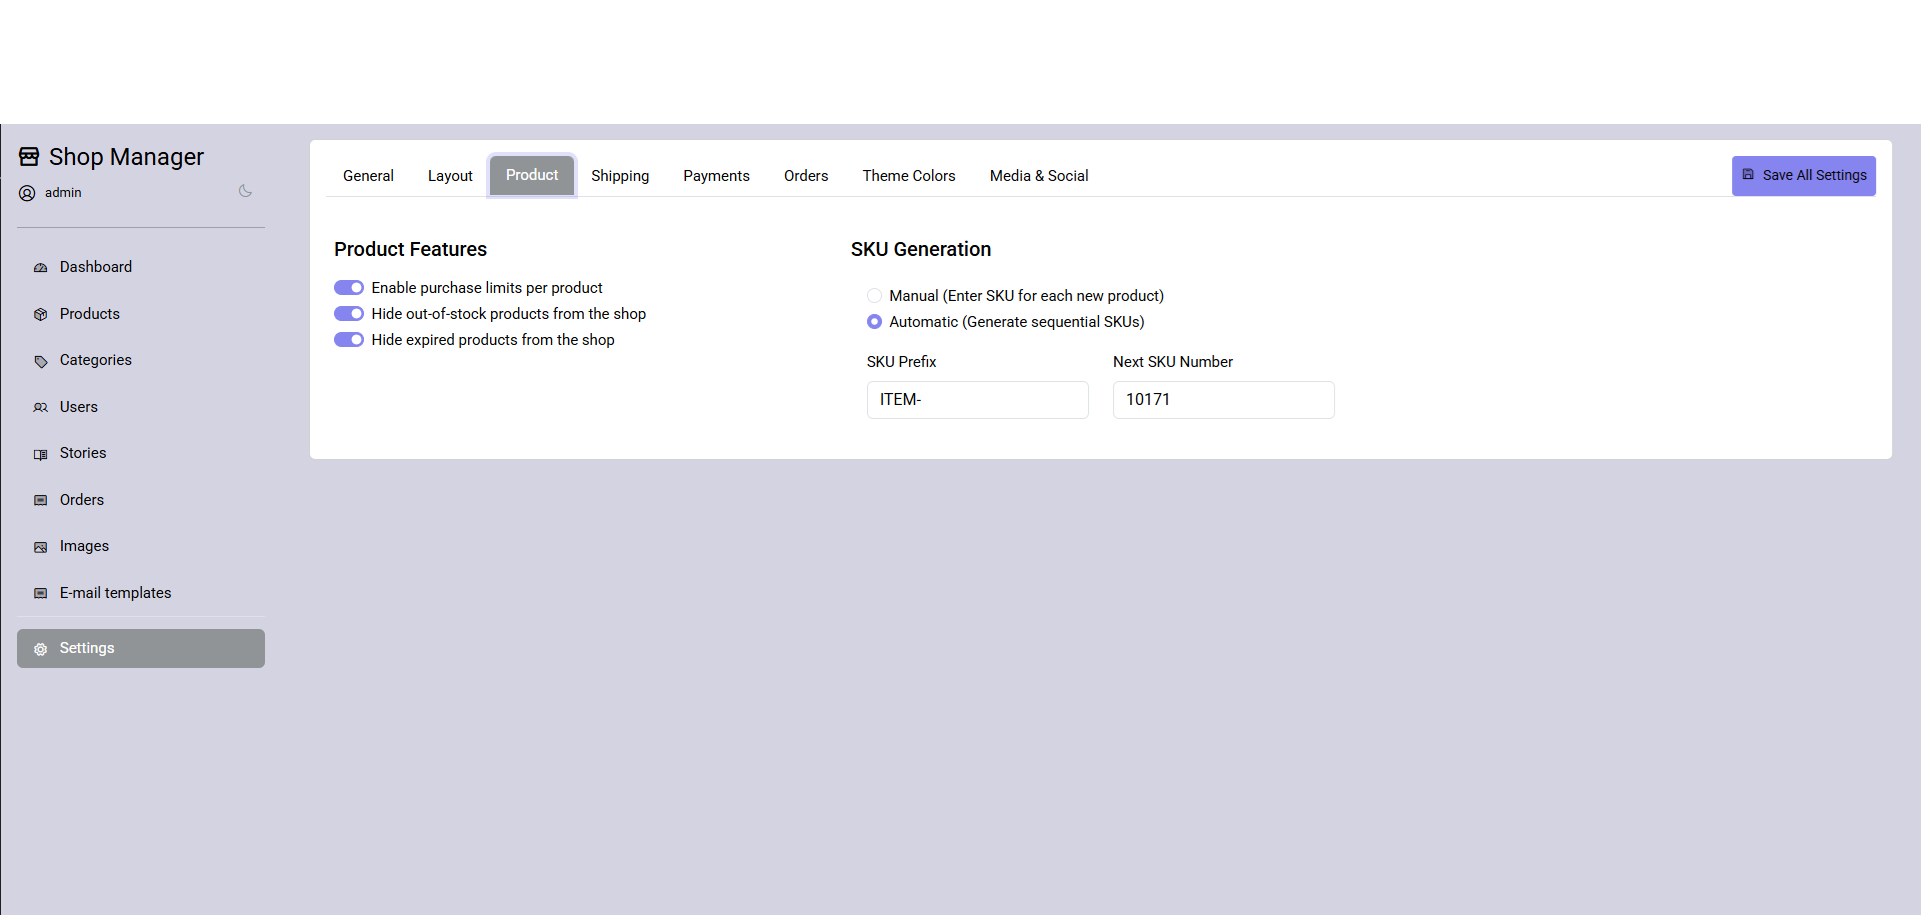 Shop Manager
admin
Dashboard
Products
Categories
Users
Stories
Orders
Images
E-mail templates
Settings
General Layout Product Shipping Payments Orders Theme Colors Media & Social Save All Settings
Product Features
Enable purchase limits per product
Hide out-of-stock products from the shop
Hide expired products from the shop
SKU Generation
Manual (Enter SKU for each new product)
Automatic (Generate sequential SKUs)
SKU Prefix Next SKU Number
ITEM- 10171